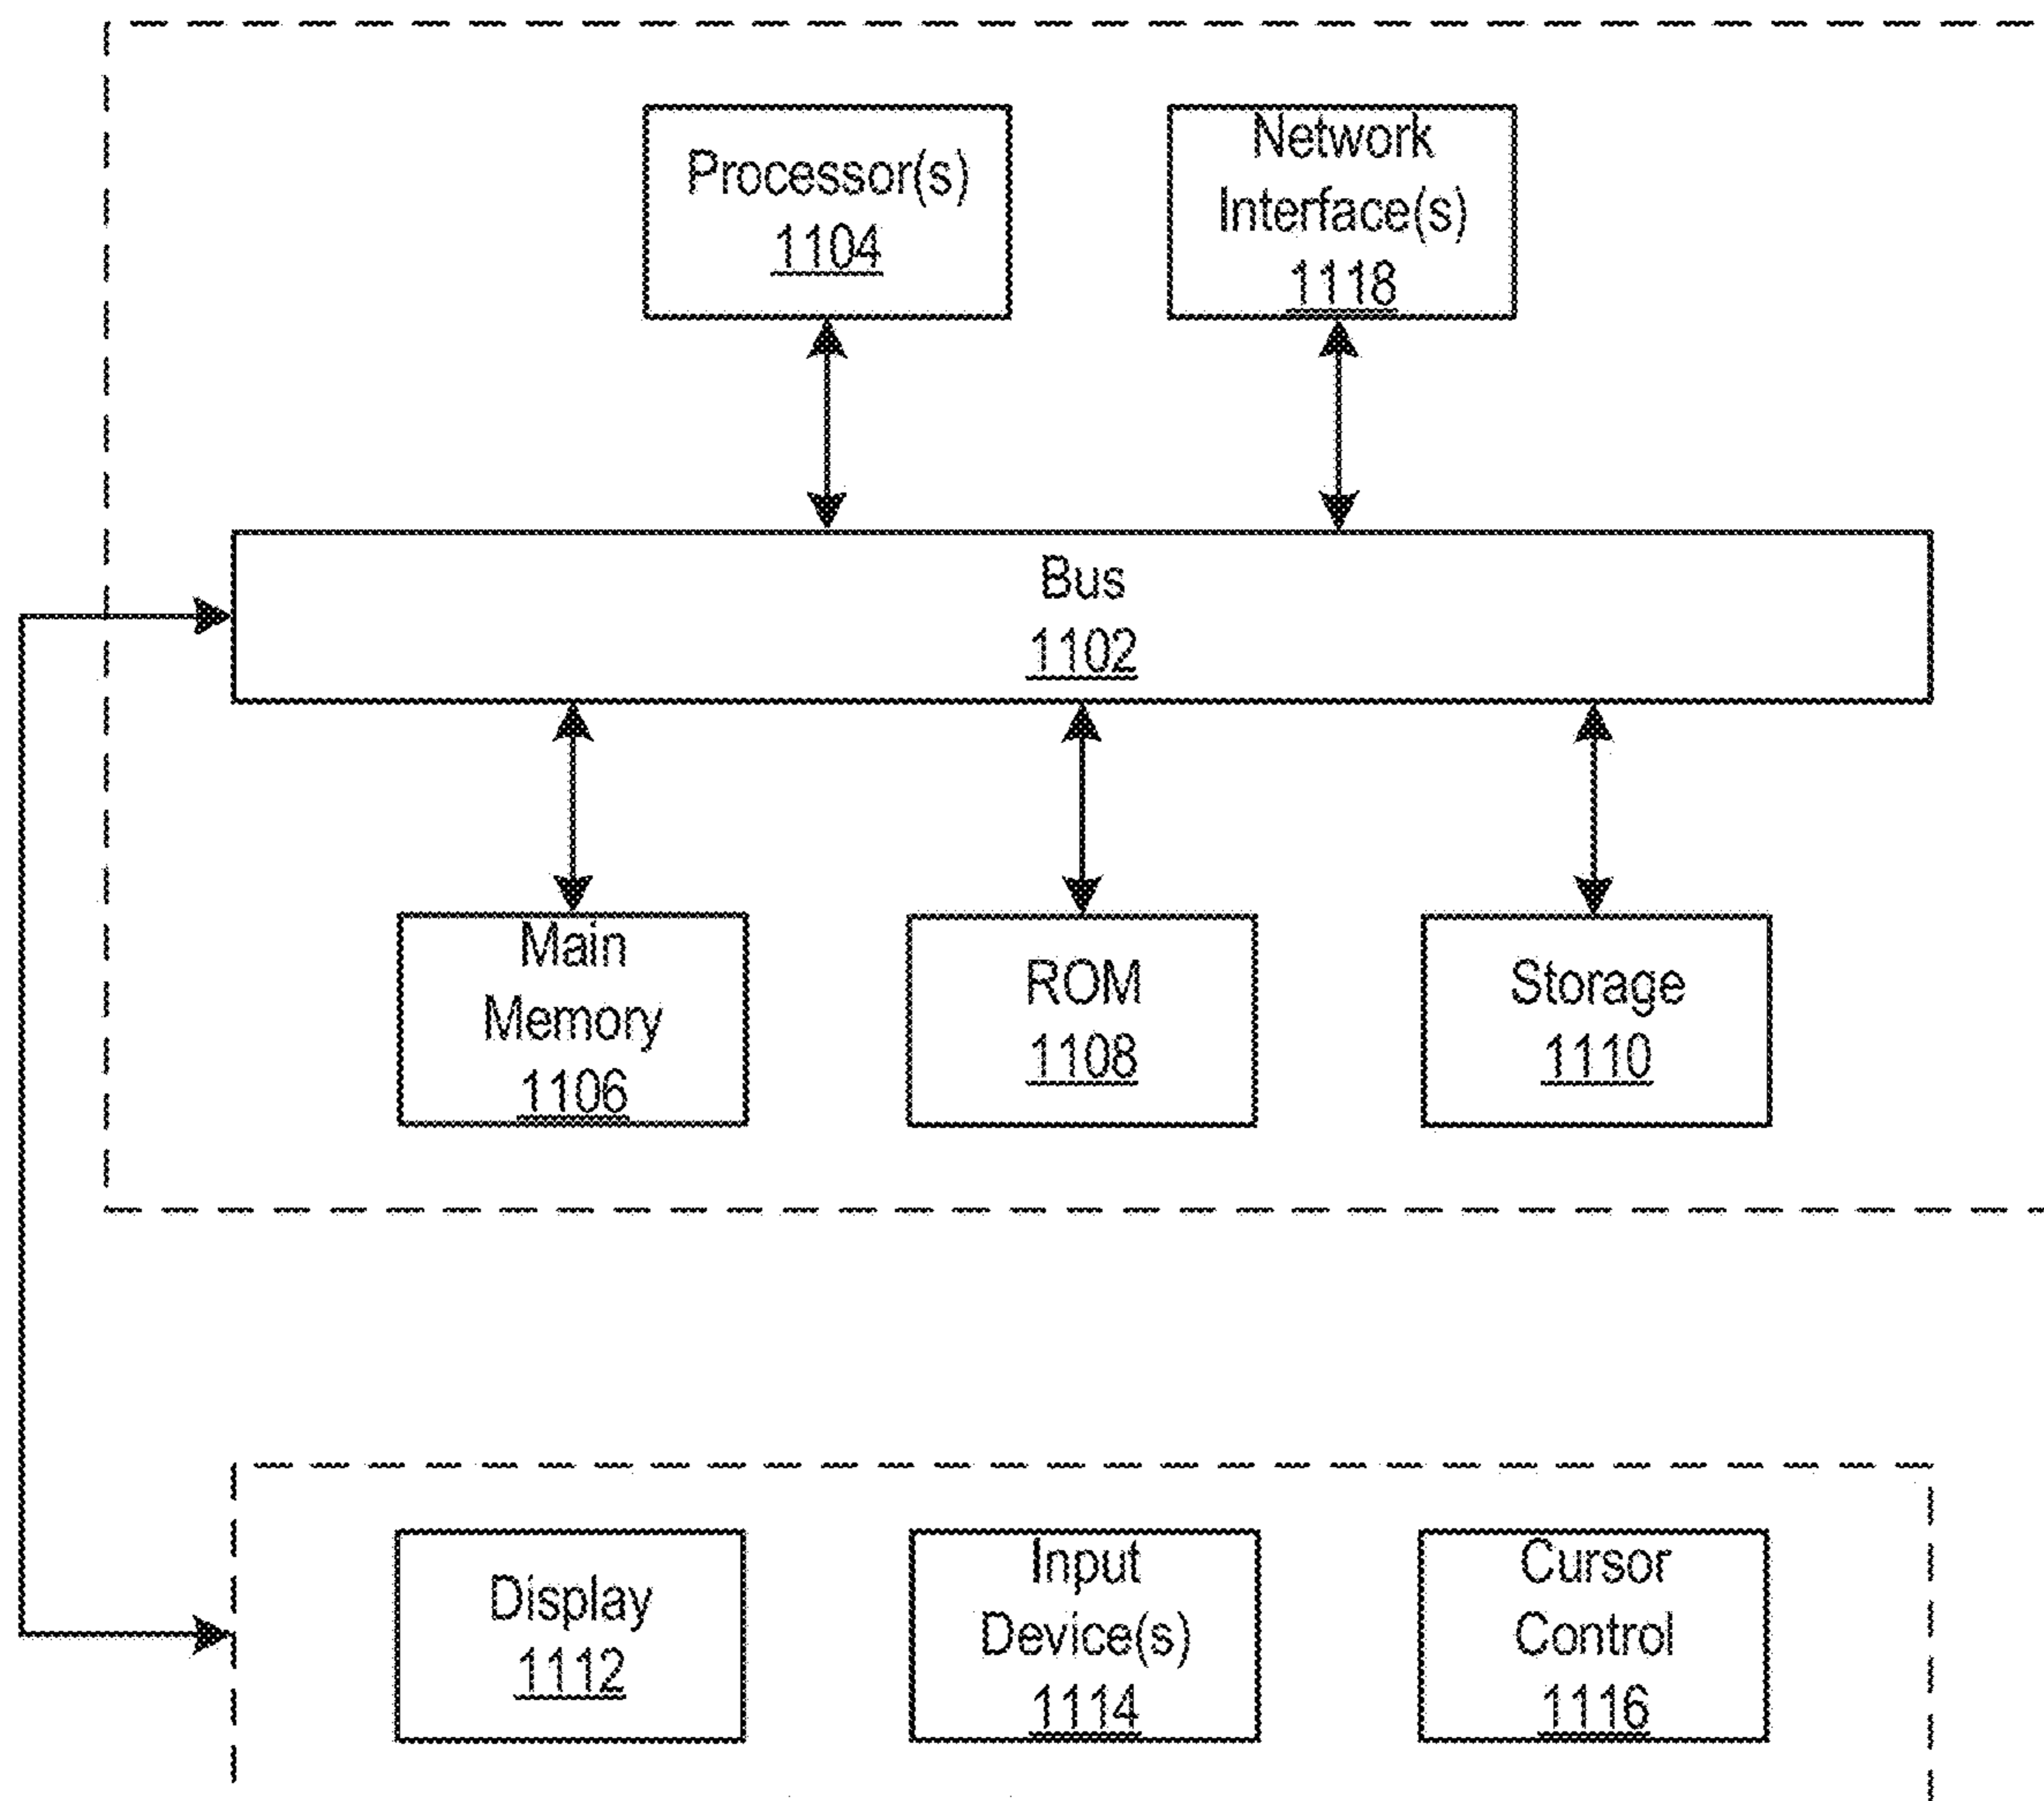 Processor(s)
1104
Network
Interface(s)
1118
Bus
1102
Main
Memory
1106
ROM
1108
Storage
1110
Display
1112
Input
Device(s)
1114
Cursor
Control
1116